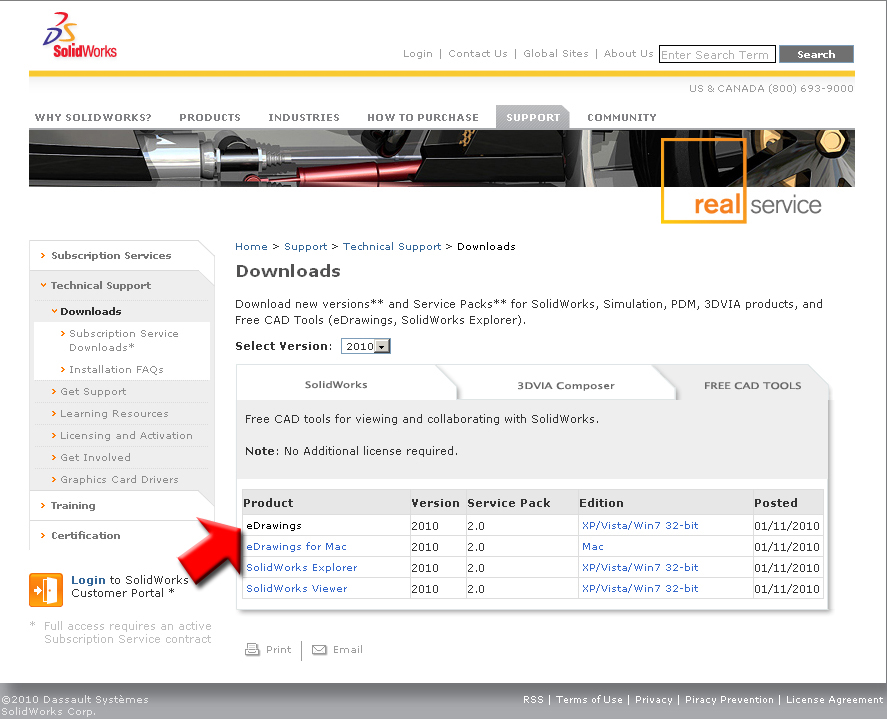 SolidWorks
Login | Contact Us | Global Sites | About Us
Enter Search Term
Search
US & CANADA (800) 693-9000
WHY SOLIDWORKS? PRODUCTS INDUSTRIES HOW TO PURCHASE SUPPORT COMMUNITY
real service
Subscription Services
Technical Support
Downloads
Subscription Service
Downloads*
Installation FAQs
Get Support
Learning Resources
Licensing and Activation
Get Involved
Graphics Card Drivers
Training
Certification
Login to SolidWorks
Customer Portal *
* Full access requires an active
Subscription Service contract
Home > Support > Technical Support > Downloads
Downloads
Download new versions** and Service Packs** for SolidWorks, Simulation, PDM, 3DVIA products, and
Free CAD Tools (eDrawings, SolidWorks Explorer).
Select Version: 2010
SolidWorks 3DVIA Composer FREE CAD TOOLS
Free CAD tools for viewing and collaborating with SolidWorks.
Note: No Additional license required.
Product Version Service Pack Edition Posted
eDrawings 2010 2.0 XP/Vista/Win7 32-bit 01/11/2010
eDrawings for Mac 2010 2.0 Mac 01/11/2010
SolidWorks Explorer 2010 2.0 XP/Vista/Win7 32-bit 01/11/2010
SolidWorks Viewer 2010 2.0 XP/Vista/Win7 32-bit 01/11/2010
Print | Email
©2010 Dassault Systèmes
SolidWorks Corp.
RSS | Terms of Use | Privacy | Piracy Prevention | License Agreement